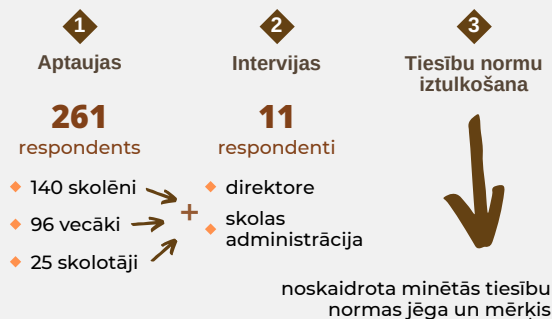 1
Aptaujas
261
respondents
140 skolēni
96 vecāki
25 skolotāji
+
2
Intervijas
11
respondenti
direktore
skolas
administrācija
3
Tiesību normu
iztulkošana
noskaidrota minētās tiesību
normas jēga un mērķis